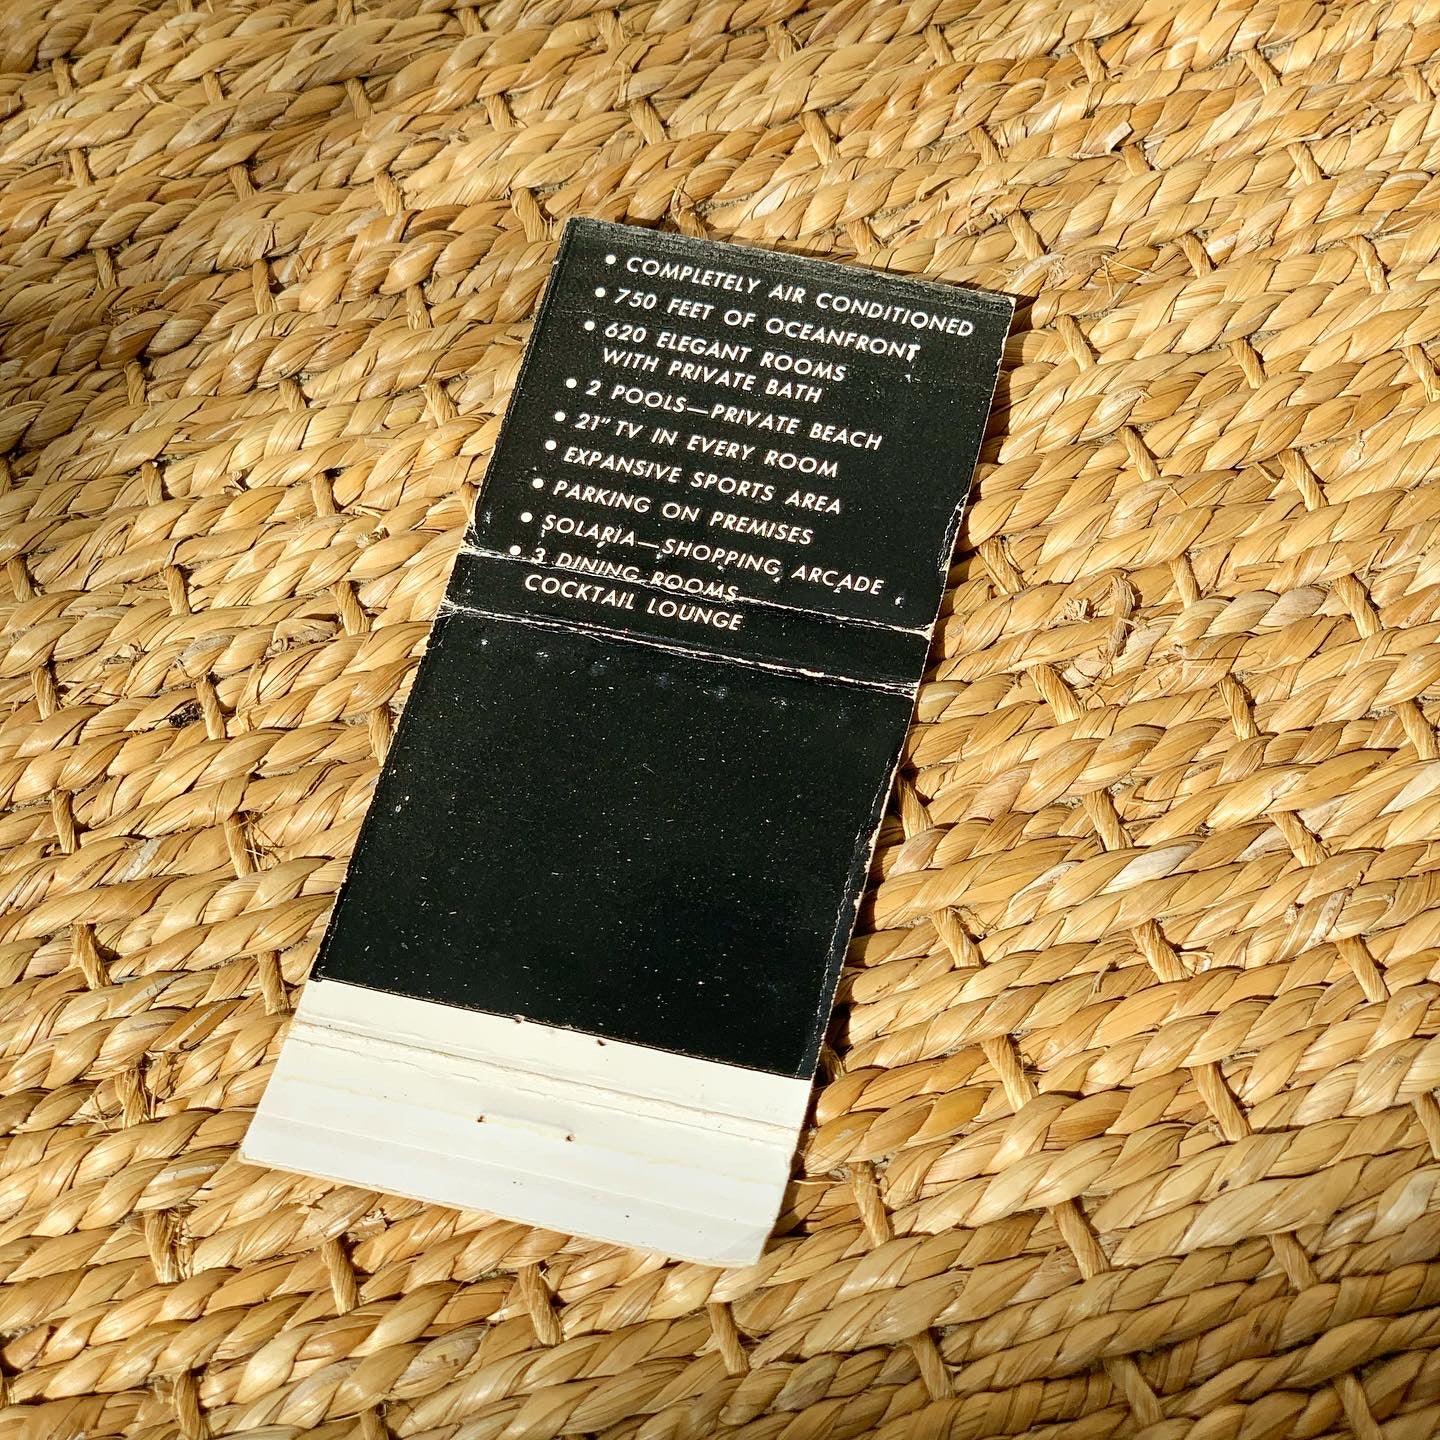 • COMPLETELY AIR CONDITIONED
• 750 FEET OF OCEANFRONT
• 620 ELEGANT ROOMS
WITH PRIVATE BATH
• 2 POOLS—PRIVATE BEACH
• 21" TV IN EVERY ROOM
• EXPANSIVE SPORTS AREA
• PARKING ON PREMISES
• SOLARIA—SHOPPING ARCADE
• 3 DINING ROOMS
COCKTAIL LOUNGE